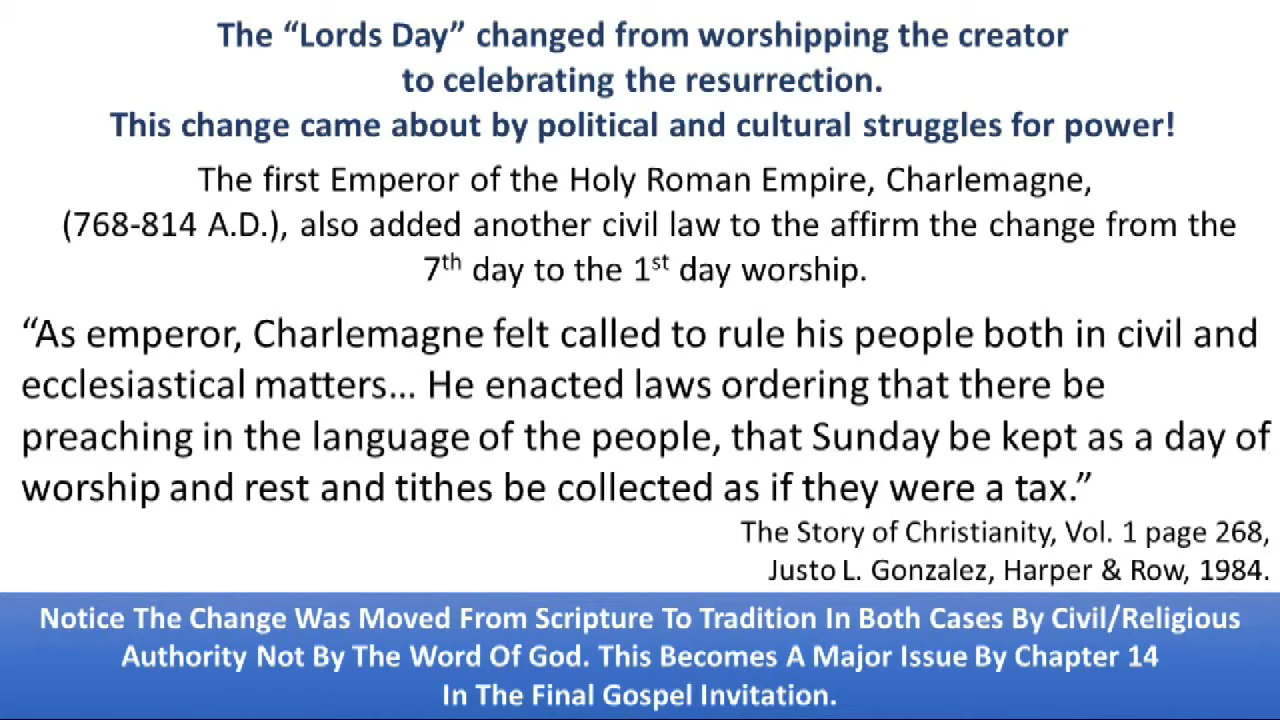 The “Lords Day” changed from worshipping the creator
to celebrating the resurrection.
This change came about by political and cultural struggles for power!
The first Emperor of the Holy Roman Empire, Charlemagne,
(768-814 A.D.), also added another civil law to the affirm the change from the
7th day to the 1st day worship.
“As emperor, Charlemagne felt called to rule his people both in civil and
ecclesiastical matters… He enacted laws ordering that there be
preaching in the language of the people, that Sunday be kept as a day of
worship and rest and tithes be collected as if they were a tax.”
The Story of Christianity, Vol. 1 page 268,
Justo L. Gonzalez, Harper & Row, 1984.
Notice The Change Was Moved From Scripture To Tradition In Both Cases By Civil/Religious
Authority Not By The Word Of God. This Becomes A Major Issue By Chapter 14
In The Final Gospel Invitation.